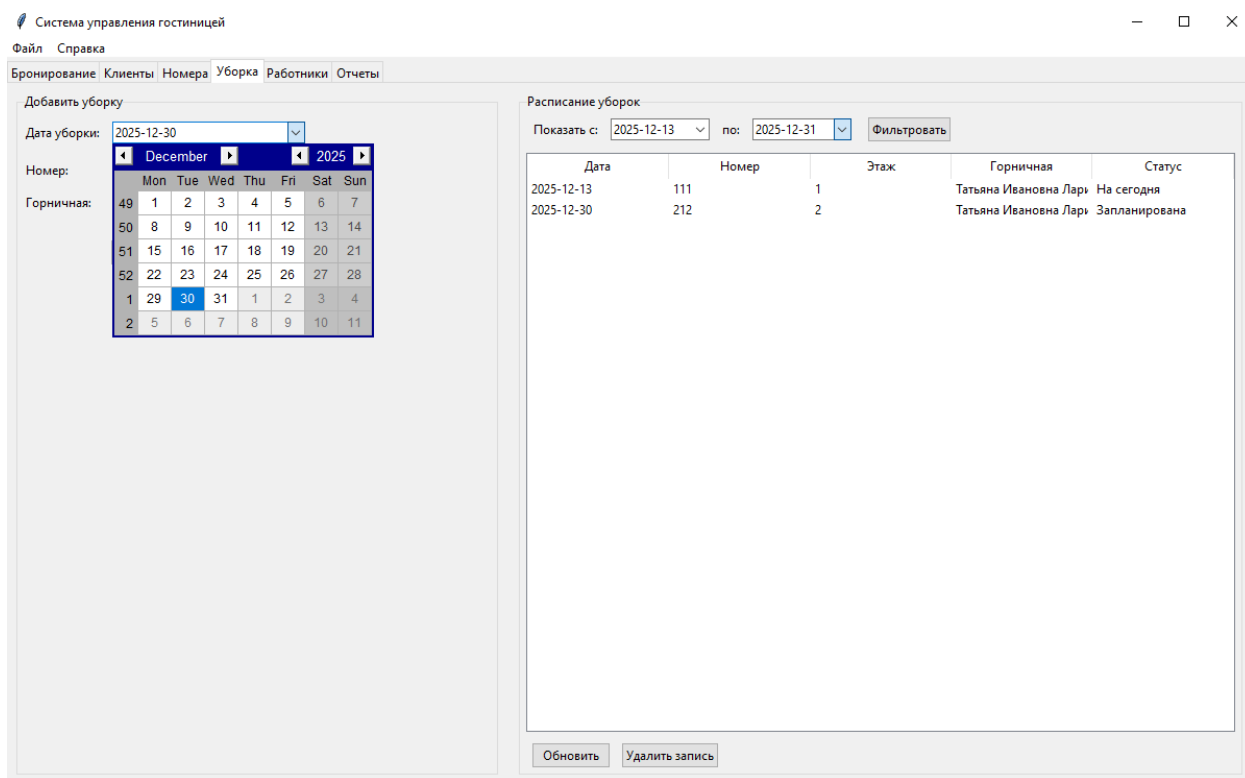 Система управления гостиницей
Файл Справка
Бронирование Клиенты Номера Уборка Работники Отчеты
Добавить уборку
Дата уборки: 2025-12-30
December 2025
Mon Tue Wed Thu Fri Sat Sun
49 1 2 3 4 5 6 7
50 8 9 10 11 12 13 14
51 15 16 17 18 19 20 21
52 22 23 24 25 26 27 28
1 29 30 31 1 2 3 4
2 5 6 7 8 9 10 11
Номер:
Горничная:
Расписание уборок
Показать с: 2025-12-13 по: 2025-12-31 Фильтровать
Дата Номер Этаж Горничная Статус
2025-12-13 111 1 Татьяна Ивановна Лари На сегодня
2025-12-30 212 2 Татьяна Ивановна Лари Запланирована
Обновить Удалить запись